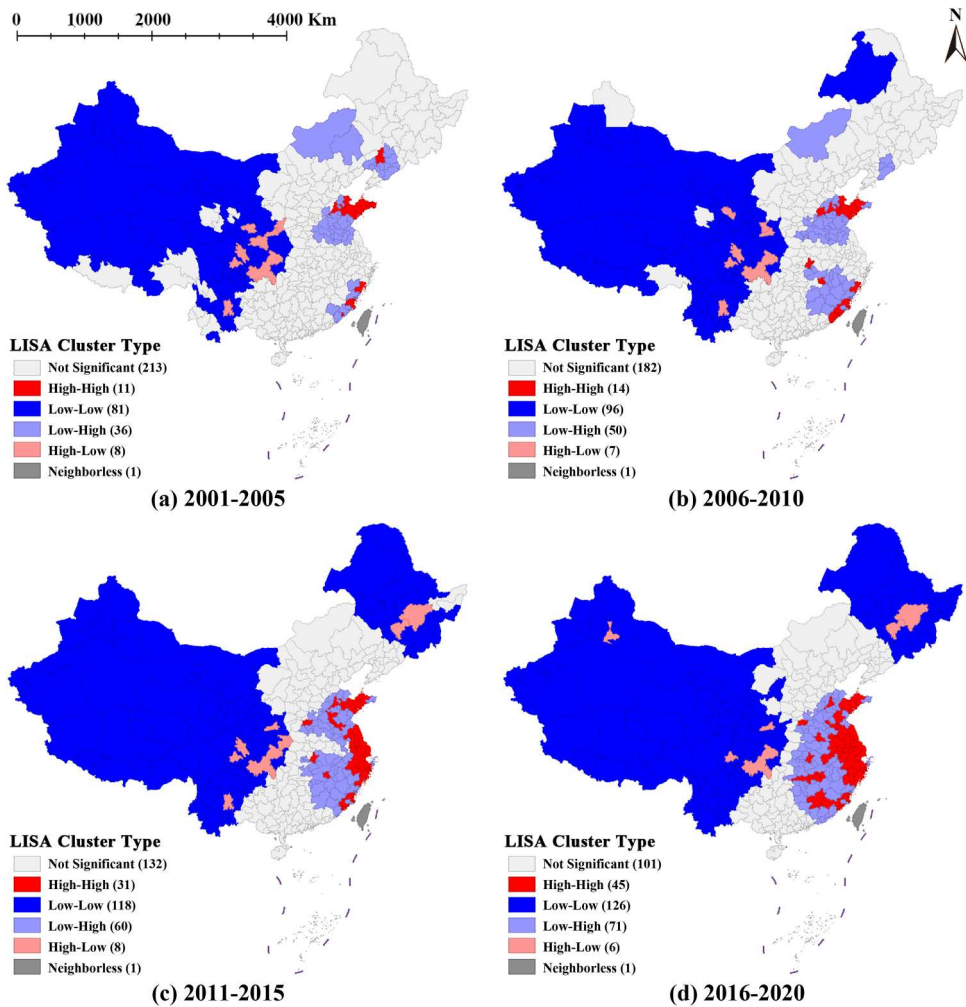 0 1000 2000 4000 Km
N
LISA Cluster Type
Not Significant (213)
High-High (11)
Low-Low (81)
Low-High (36)
High-Low (8)
Neighborless (1)
(a) 2001-2005
LISA Cluster Type
Not Significant (182)
High-High (14)
Low-Low (96)
Low-High (50)
High-Low (7)
Neighborless (1)
(b) 2006-2010
LISA Cluster Type
Not Significant (132)
High-High (31)
Low-Low (118)
Low-High (60)
High-Low (8)
Neighborless (1)
(c) 2011-2015
LISA Cluster Type
Not Significant (101)
High-High (45)
Low-Low (126)
Low-High (71)
High-Low (6)
Neighborless (1)
(d) 2016-2020